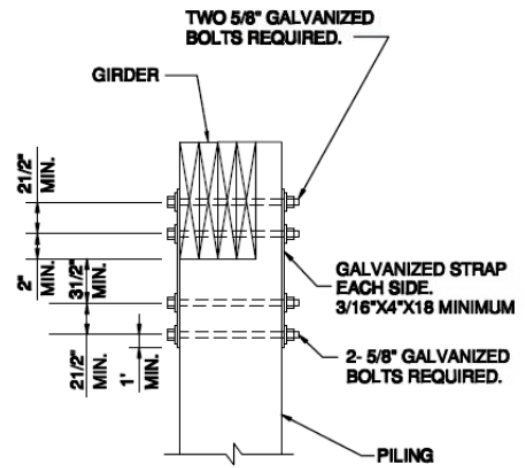 TWO 5/8" GALVANIZED
BOLTS REQUIRED.
GIRDER
21/2"
MIN.
2"
MIN.
31/2"
MIN.
21/2"
MIN.
1'
MIN.
GALVANIZED STRAP
EACH SIDE.
3/16"X4"X18 MINIMUM
2- 5/8" GALVANIZED
BOLTS REQUIRED.
PILING